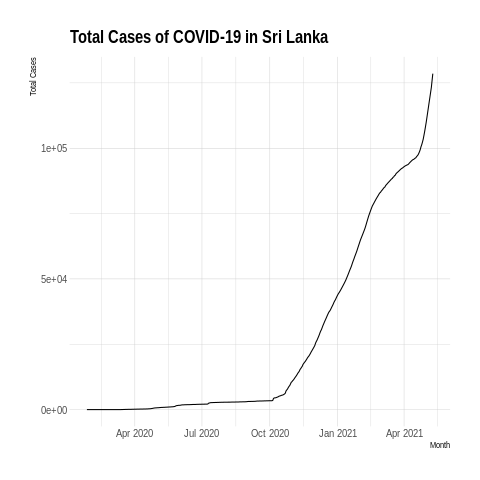 Total Cases of COVID-19 in Sri Lanka
Total Cases
1e+05
5e+04
0e+00
Apr 2020 Jul 2020 Oct 2020 Jan 2021 Apr 2021
Month